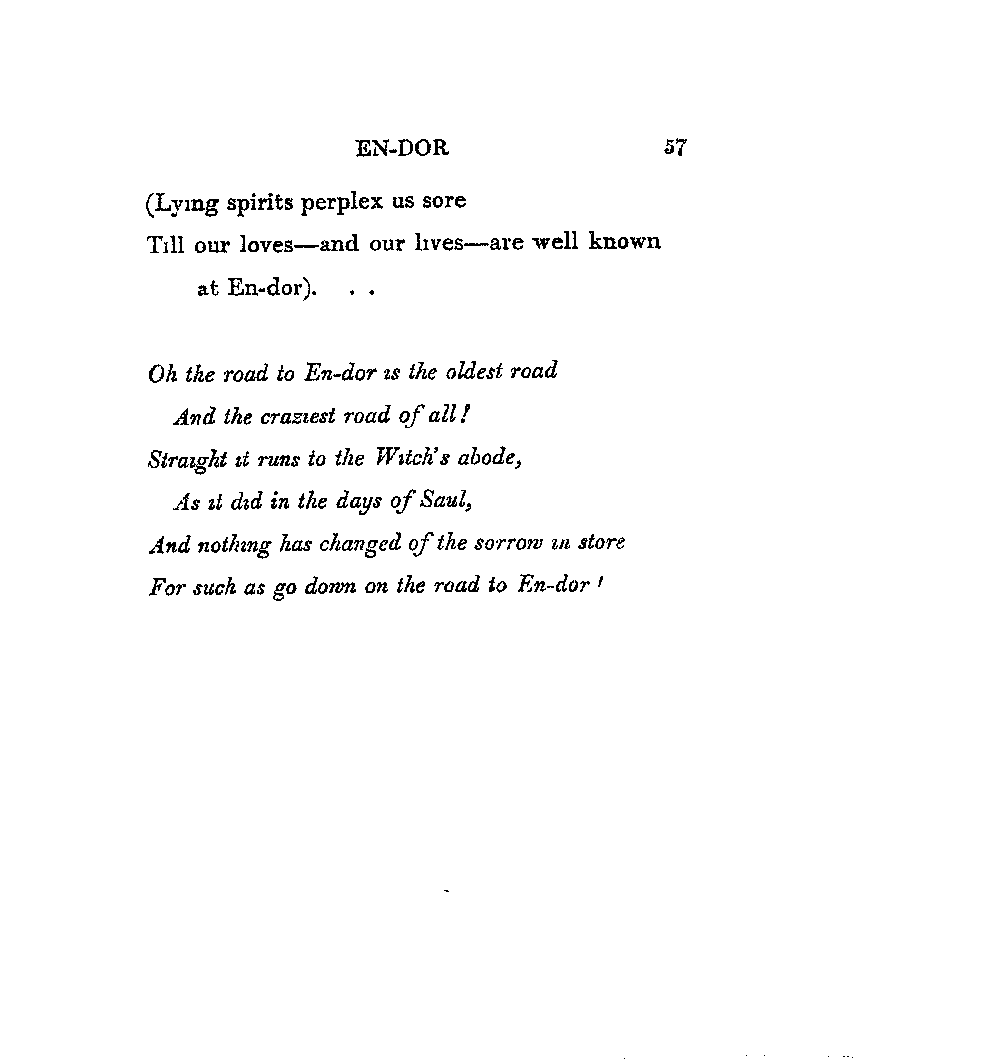 EN-DOR 57
(Lying spirits perplex us sore
Till our loves—and our lives—are well known
at En-dor). . .
Oh the road to En-dor is the oldest road
And the craziest road of all!
Straight it runs to the Witch's abode,
As it did in the days of Saul,
And nothing has changed of the sorrow in store
For such as go down on the road to En-dor!